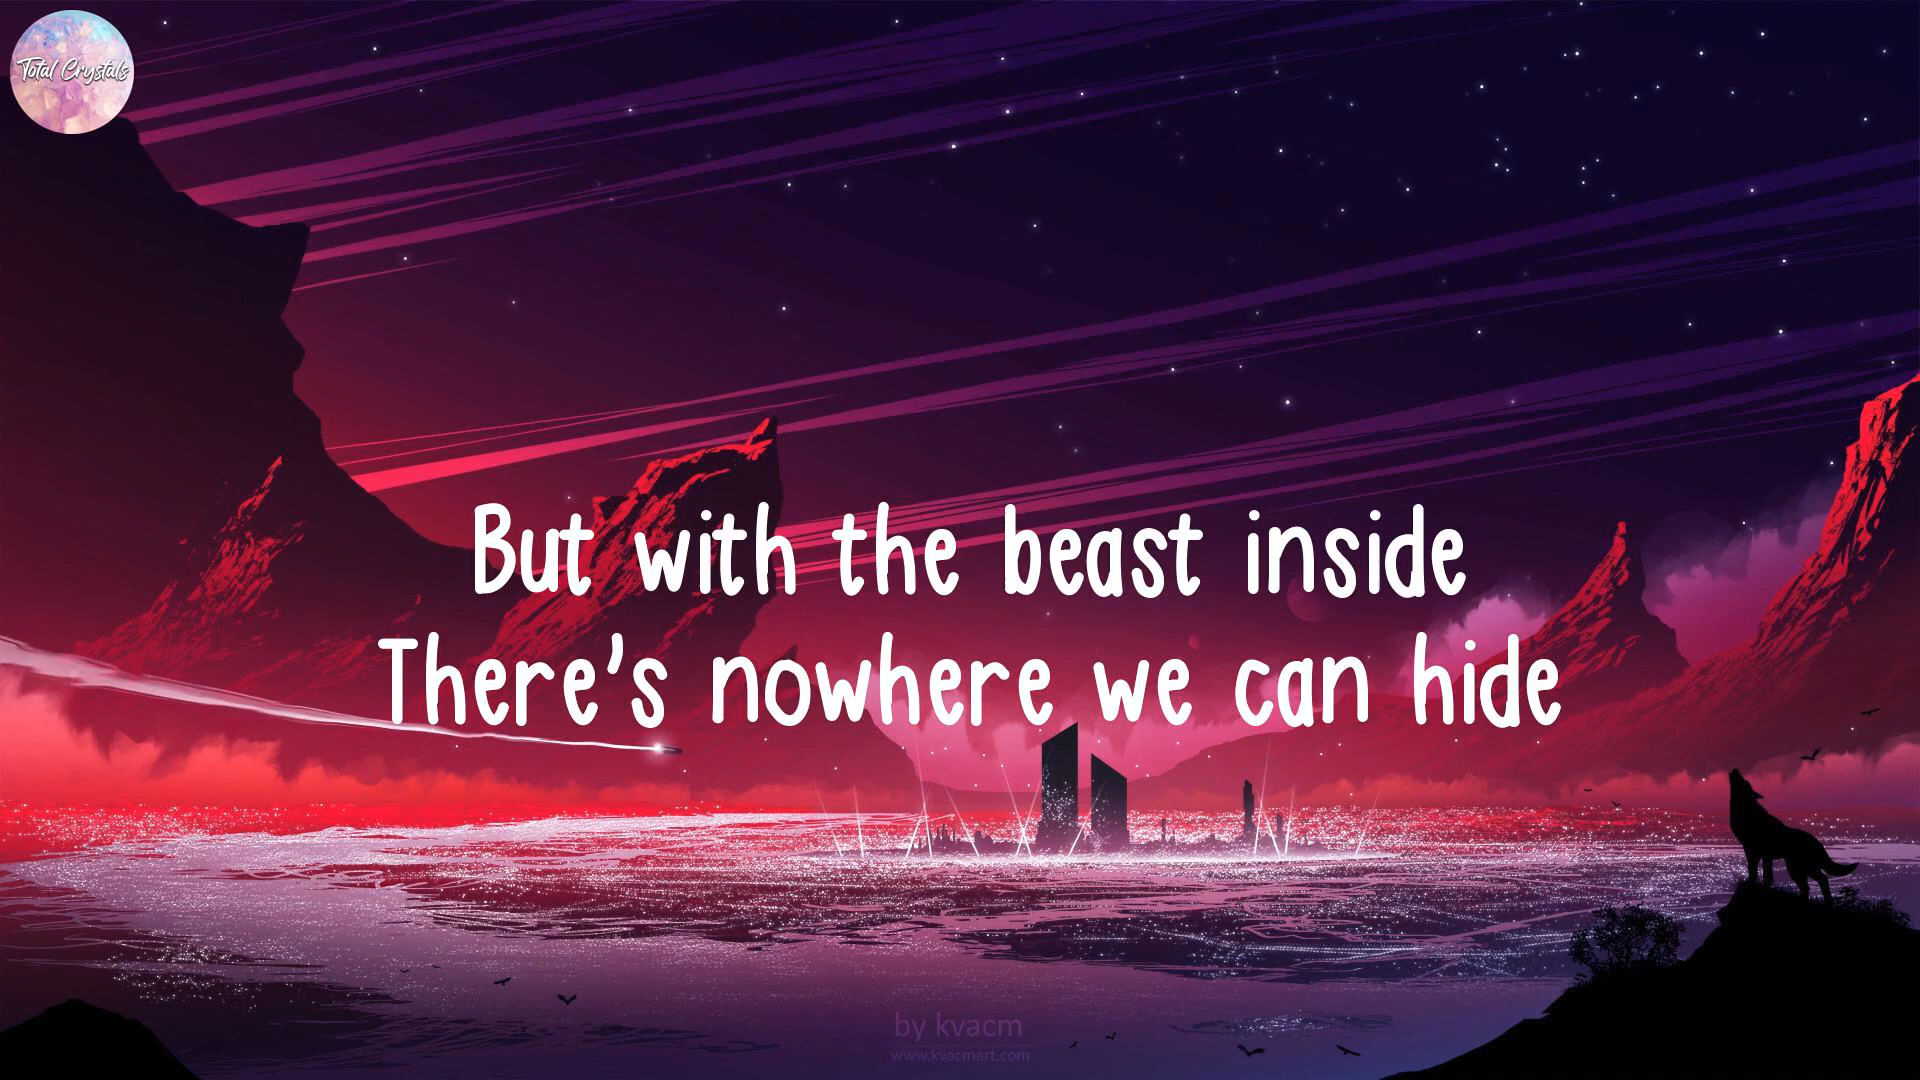 Total Crystals
But with the beast inside
There's nowhere we can hide
by kvacm
www.kvacmart.com